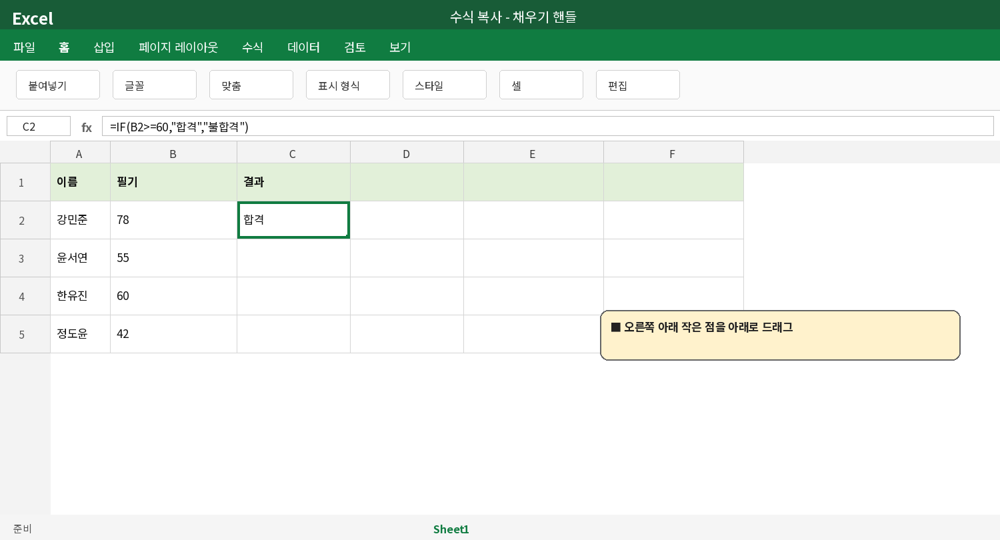 Excel 수식 복사 - 채우기 핸들
파일 홈 삽입 페이지 레이아웃 수식 데이터 검토 보기
붙여넣기 글꼴 맞춤 표시 형식 스타일 셀 편집
C2 fx =IF(B2>=60,"합격","불합격")
A B C D E F
1 이름 필기 결과
2 강민준 78 합격
3 윤서연 55
4 한유진 60
■ 오른쪽 아래 작은 점을 아래로 드래그
5 정도윤 42
준비 Sheet1